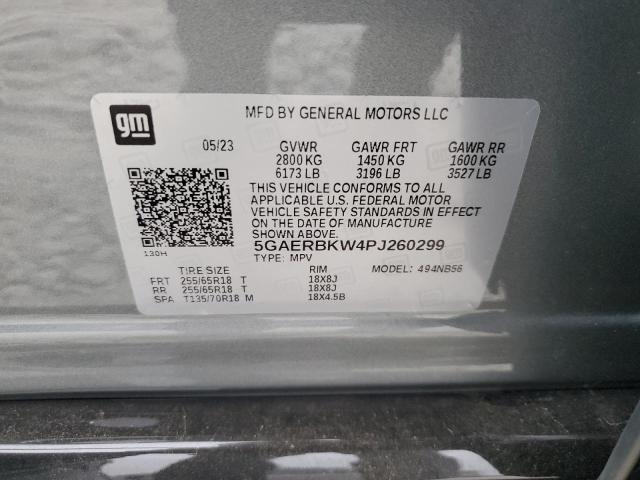 gm
MFD BY GENERAL MOTORS LLC
05/23 GVWR GAWR FRT GAWR RR
2800 KG 1450 KG 1600 KG
6173 LB 3196 LB 3527 LB
THIS VEHICLE CONFORMS TO ALL
APPLICABLE U.S. FEDERAL MOTOR
VEHICLE SAFETY STANDARDS IN EFFECT
ON THE DATE OF MANUFACTURE
SHOWN ABOVE.
5GAERBKW4PJ260299
130H
TYPE: MPV
TIRE SIZE RIM MODEL: 494NB56
FRT 255/65R18 T 18X8J
RR 255/65R18 T 18X8J
SPA T135/70R18 M 18X4.5B